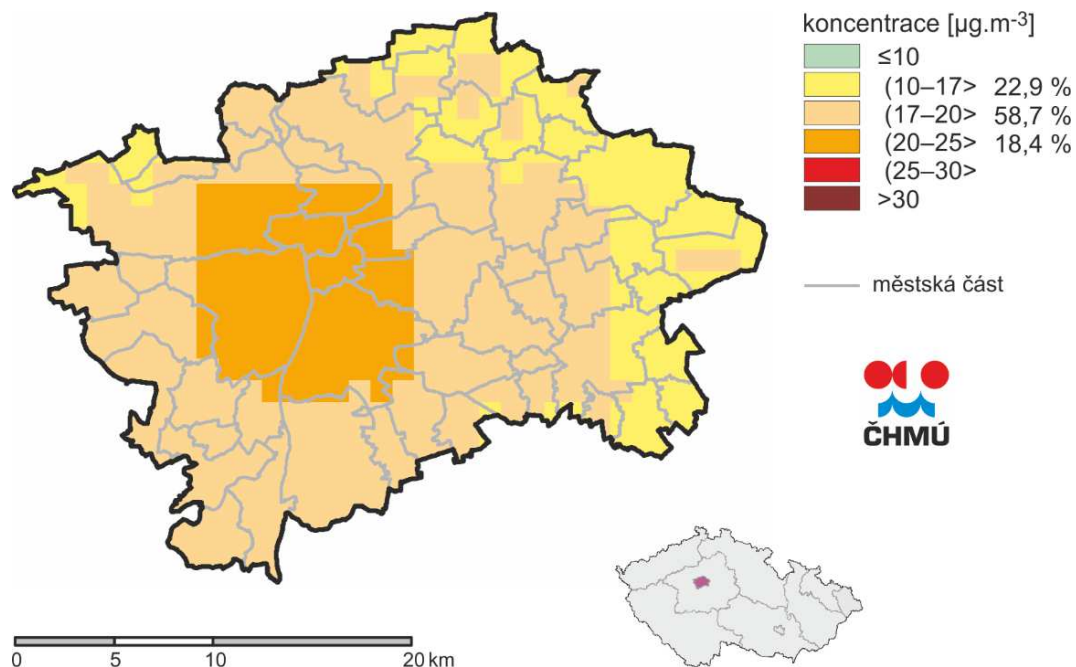 koncentrace [µg.m⁻³]
≤10
(10–17> 22,9 %
(17–20> 58,7 %
(20–25> 18,4 %
(25–30>
>30
městská část
ČHMÚ
0 5 10 20 km